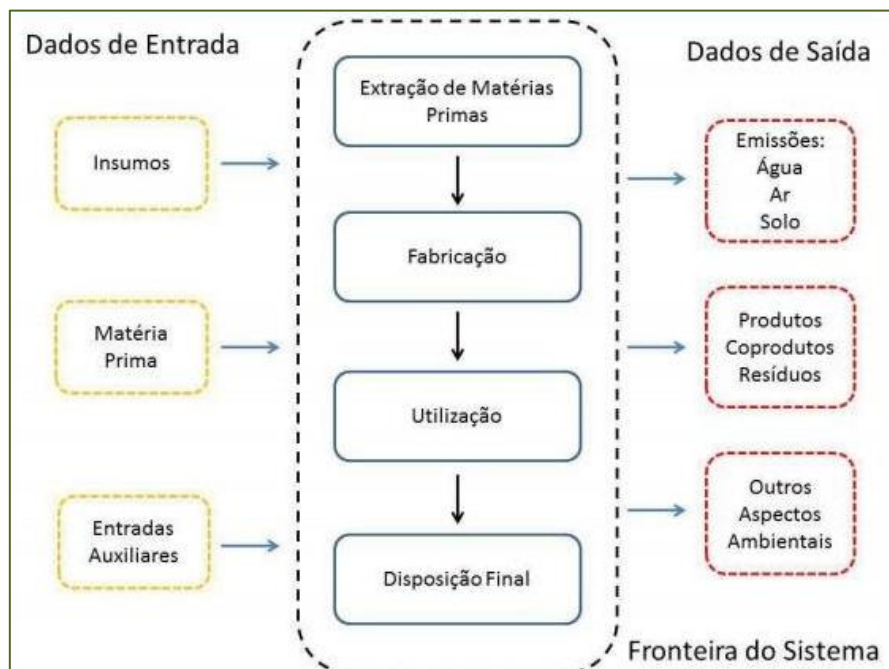 Dados de Entrada
Insumos
Matéria
Prima
Entradas
Auxiliares
Extração de Matérias
Primas
Fabricação
Utilização
Disposição Final
Dados de Saída
Emissões:
Água
Ar
Solo
Produtos
Coprodutos
Resíduos
Outros
Aspectos
Ambientais
Fronteira do Sistema